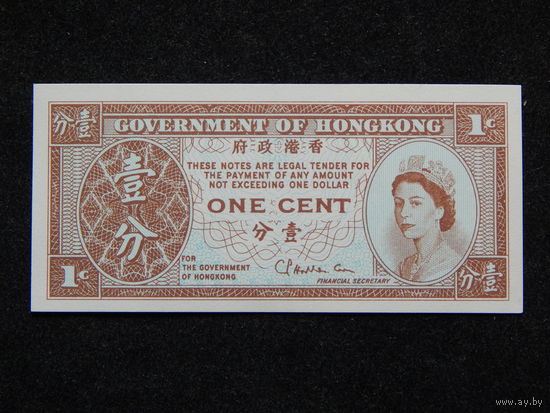 分壹
GOVERNMENT OF HONGKONG
1¢
府政港香
THESE NOTES ARE LEGAL TENDER FOR
THE PAYMENT OF ANY AMOUNT
NOT EXCEEDING ONE DOLLAR
壹
分
ONE CENT
分壹
FOR
THE GOVERNMENT
OF HONGKONG
FINANCIAL SECRETARY
1¢
分壹
www.ay.by